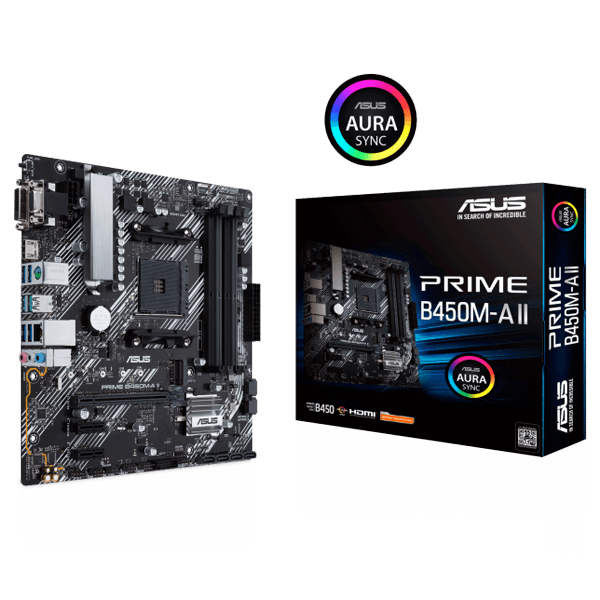 ASUS
AURA
SYNC
ASUS
IN SEARCH OF INCREDIBLE
PRIME
B450M-A II
ASUS
AURA
SYNC
B450
HDMI
ASUS
AURA
SYNC
PRIME
B450M-A II
ASUS
IN SEARCH OF INCREDIBLE
ASUS
PRIME B450M-A II
ASUS